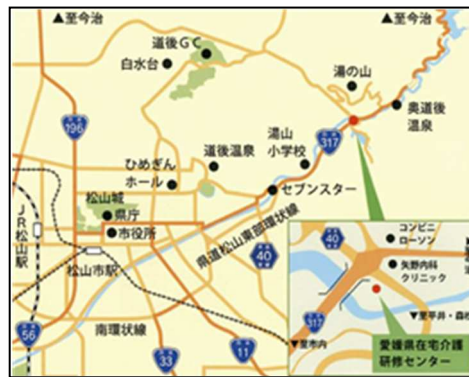 ▲至今治
▲至今治
道後GC
白水台
湯の山
奥道後
温泉
196
317
湯山
小学校
道後温泉
ひめぎん
ホール
セブンスター
松山城
県庁
市役所
県道松山東部環状線
40
JR松山駅
松山市駅
南環状線
56
33
11
40
コンビニ
ローソン
矢野内科
クリニック
317
▼至市内
▼至平井・森松
愛媛県在宅介護
研修センター